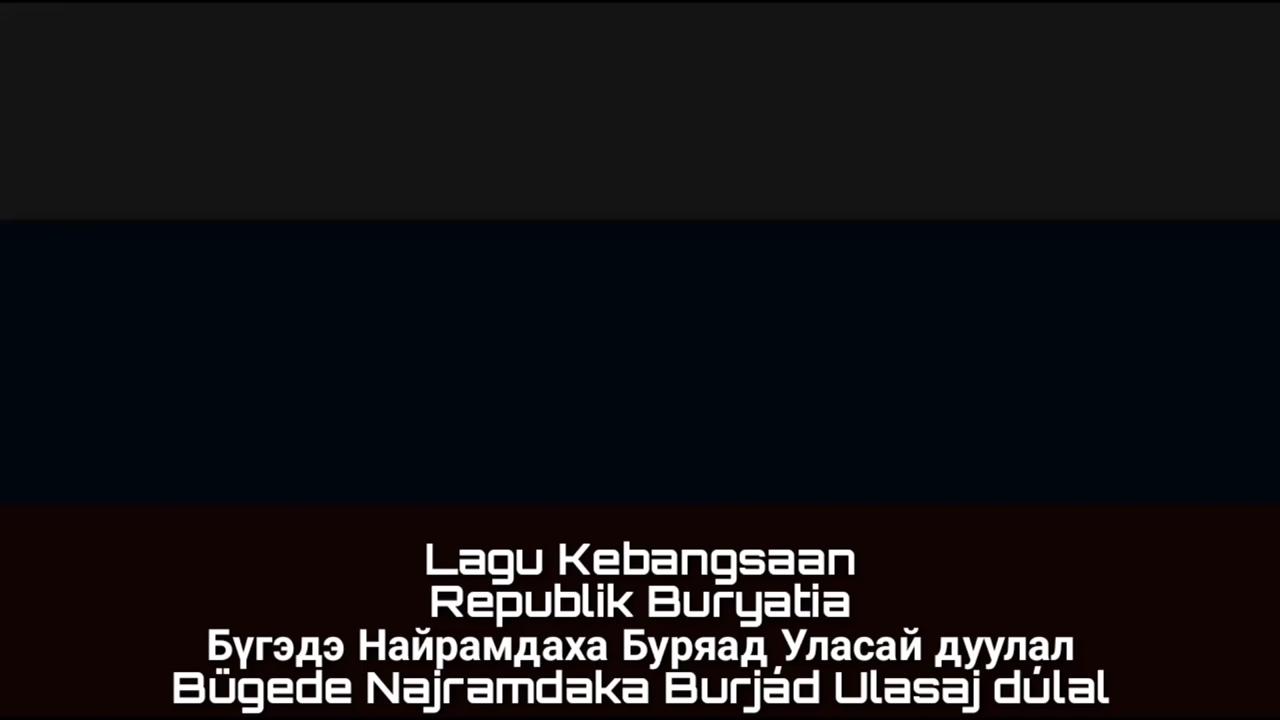 Lagu Kebangsaan
Republik Buryatia
Бүгэдэ Найрамдаха Буряад Уласай дуулал
Bügede Najramdaka Burjád Ulasaj dúlal